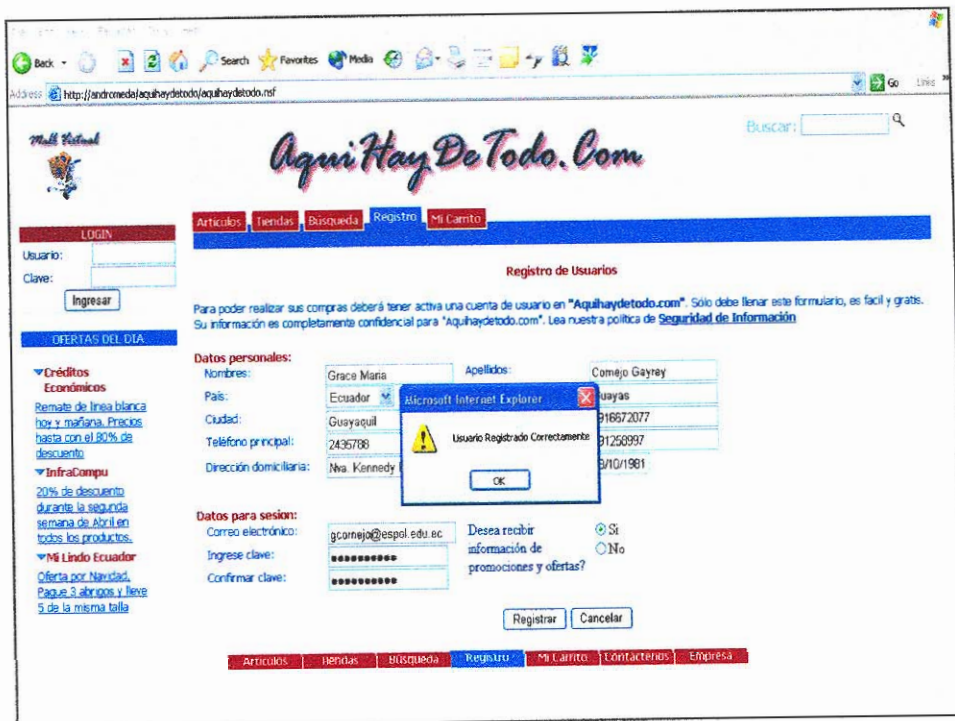 Back
Search Favorites Media
Address http://andromeda/aquihaydetodo/aquihaydetodo.nsf
Go Links
Mall Virtual
AquiHayDeTodo.Com
Buscar:
Artículos Tiendas Búsqueda Registro Mi Carrito
LOGIN
Usuario:
Clave:
Ingresar
OFERTAS DEL DIA
Créditos
Económicos
Remate de linea blanca
hoy y mañana. Precios
hasta con el 80% de
descuento
InfraCompu
20% de descuento
durante la segunda
semana de Abril en
todos los productos.
Mi Lindo Ecuador
Oferta por Navidad.
Pague 3 abrigos y lleve
5 de la misma talla
Registro de Usuarios
Para poder realizar sus compras deberá tener activa una cuenta de usuario en "Aquihaydetodo.com". Sólo debe llenar este formulario, es facil y gratis.
Su información es completamente confidencial para "Aquihaydetodo.com". Lea nuestra política de Seguridad de Información
Datos personales:
Nombres: Grace Maria Apellidos: Cornejo Gayrey
País: Ecuador uayas
Ciudad: Guayaquil 916672077
Teléfono principal: 2435788 91258997
Dirección domiciliaria: Nva. Kennedy /10/1981
Microsoft Internet Explorer
Usuario Registrado Correctamente
OK
Datos para sesion:
Correo electrónico: gcornejo@espol.edu.ec
Ingrese clave: ●●●●●●●●●●
Confirmar clave: ●●●●●●●●●●
Desea recibir
información de
promociones y ofertas?
Si
No
Registrar Cancelar
Artículos Tiendas Búsqueda Registro Mi Carrito Contáctenos Empresa